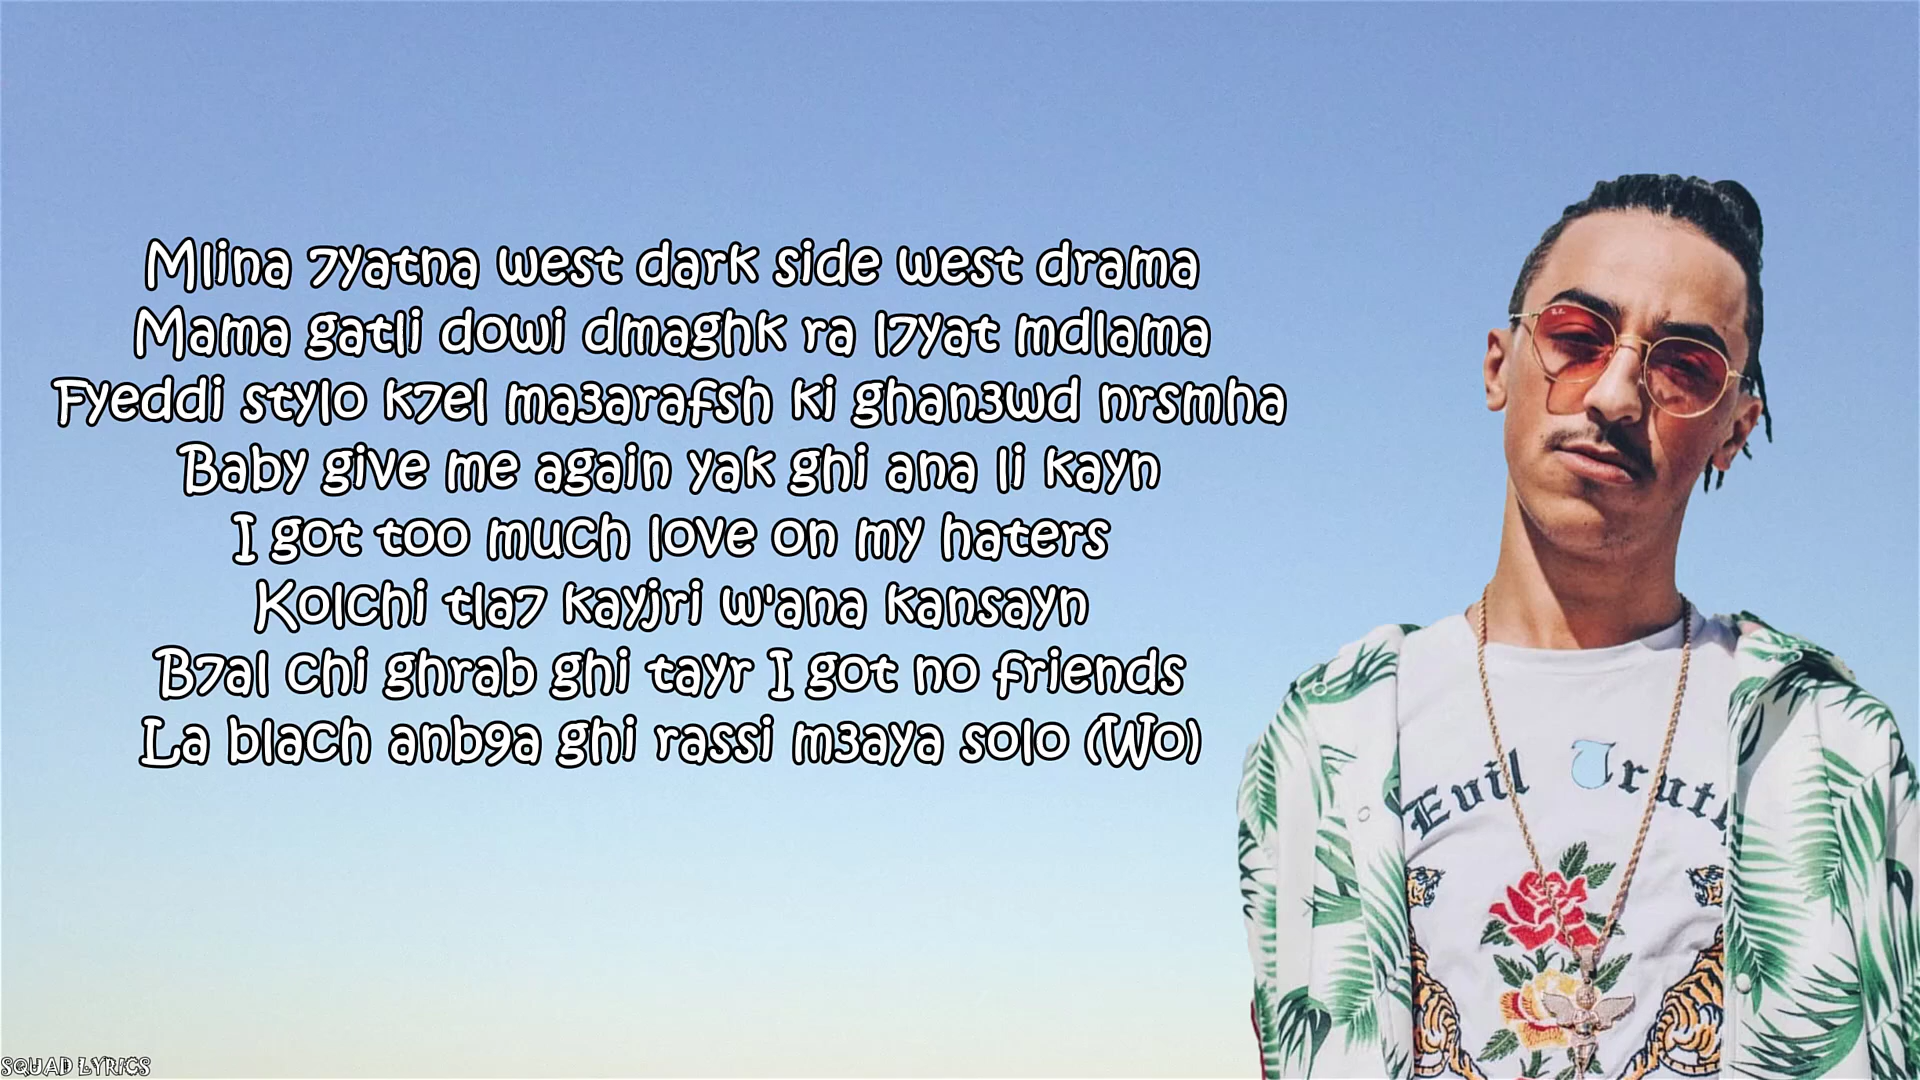 Mlina 7yatna west dark side west drama
Mama gatli dowi dmaghk ra l7yat mdlama
Fyeddi stylo k7el ma3arafsh ki ghan3wd nrsmha
Baby give me again yak ghi ana li kayn
I got too much love on my haters
Kolchi tla7 kayjri w'ana kansayn
B7al chi ghrab ghi tayr I got no friends
La blach anb9a ghi rassi m3aya solo (Wo)
Evil Truth
SQUAD LYRICS